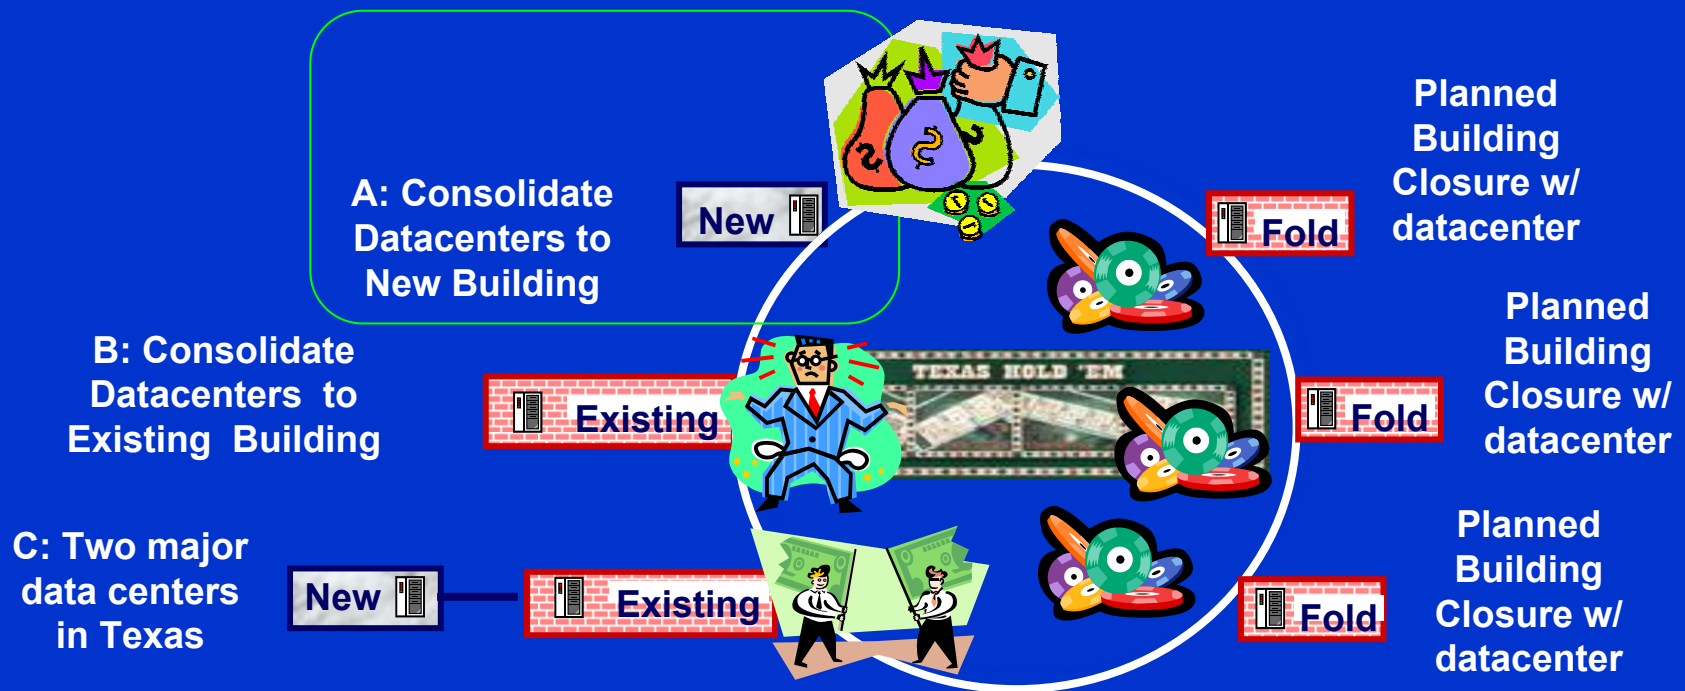 A: Consolidate
Datacenters to
New Building
New
Planned
Building
Closure w/
datacenter
Fold
B: Consolidate
Datacenters to
Existing Building
Existing
TEXAS HOLD 'EM
Fold
Planned
Building
Closure w/
datacenter
C: Two major
data centers
in Texas
New
Existing
Fold
Planned
Building
Closure w/
datacenter